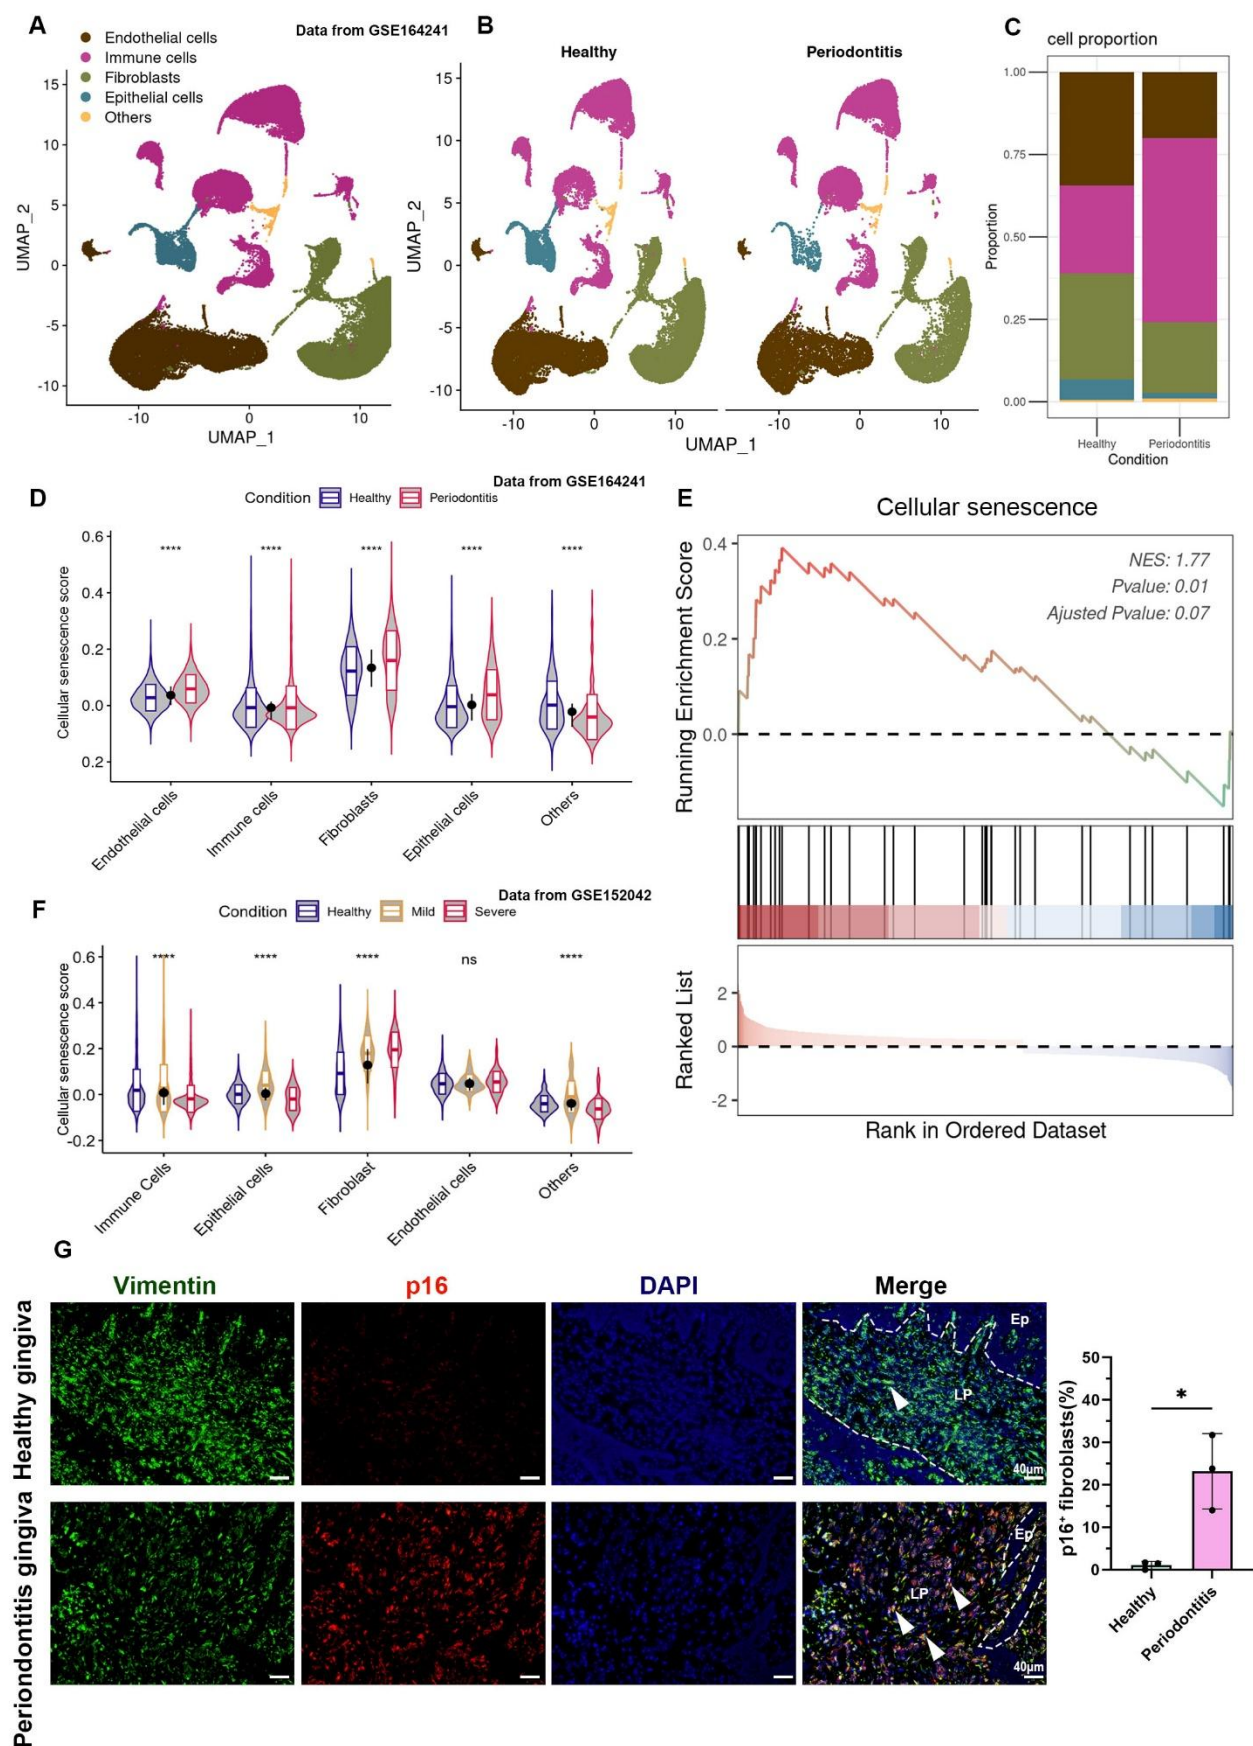 A
Data from GSE164241
Endothelial cells
Immune cells
Fibroblasts
Epithelial cells
Others
15
10
5
0
-5
-10
UMAP_2
-10
0
10
UMAP_1
B
Healthy
Periodontitis
15
10
5
0
-5
-10
UMAP_2
-10
0
10
-10
0
10
UMAP_1
C
cell proportion
1.00
0.75
0.50
0.25
0.00
Proportion
Healthy
Periodontitis
Condition
D
Data from GSE164241
Condition
Healthy
Periodontitis
0.6
0.4
0.2
0.0
0.2
Cellular senescence score
****
****
****
****
****
Endothelial cells
Immune cells
Fibroblasts
Epithelial cells
Others
E
Cellular senescence
NES: 1.77
Pvalue: 0.01
Ajusted Pvalue: 0.07
0.4
0.2
0.0
Running Enrichment Score
2
0
-2
Ranked List
Rank in Ordered Dataset
F
Data from GSE152042
Condition
Healthy
Mild
Severe
0.6
0.4
0.2
0.0
-0.2
Cellular senescence score
****
****
****
ns
****
Immune Cells
Epithelial cells
Fibroblast
Endothelial cells
Others
G
Vimentin
p16
DAPI
Merge
Healthy gingiva
Ep
LP
40μm
Periondontitis gingiva
Ep
LP
40μm
50
40
30
20
10
0
p16⁺ fibroblasts(%)
*
Healthy
Periodontitis